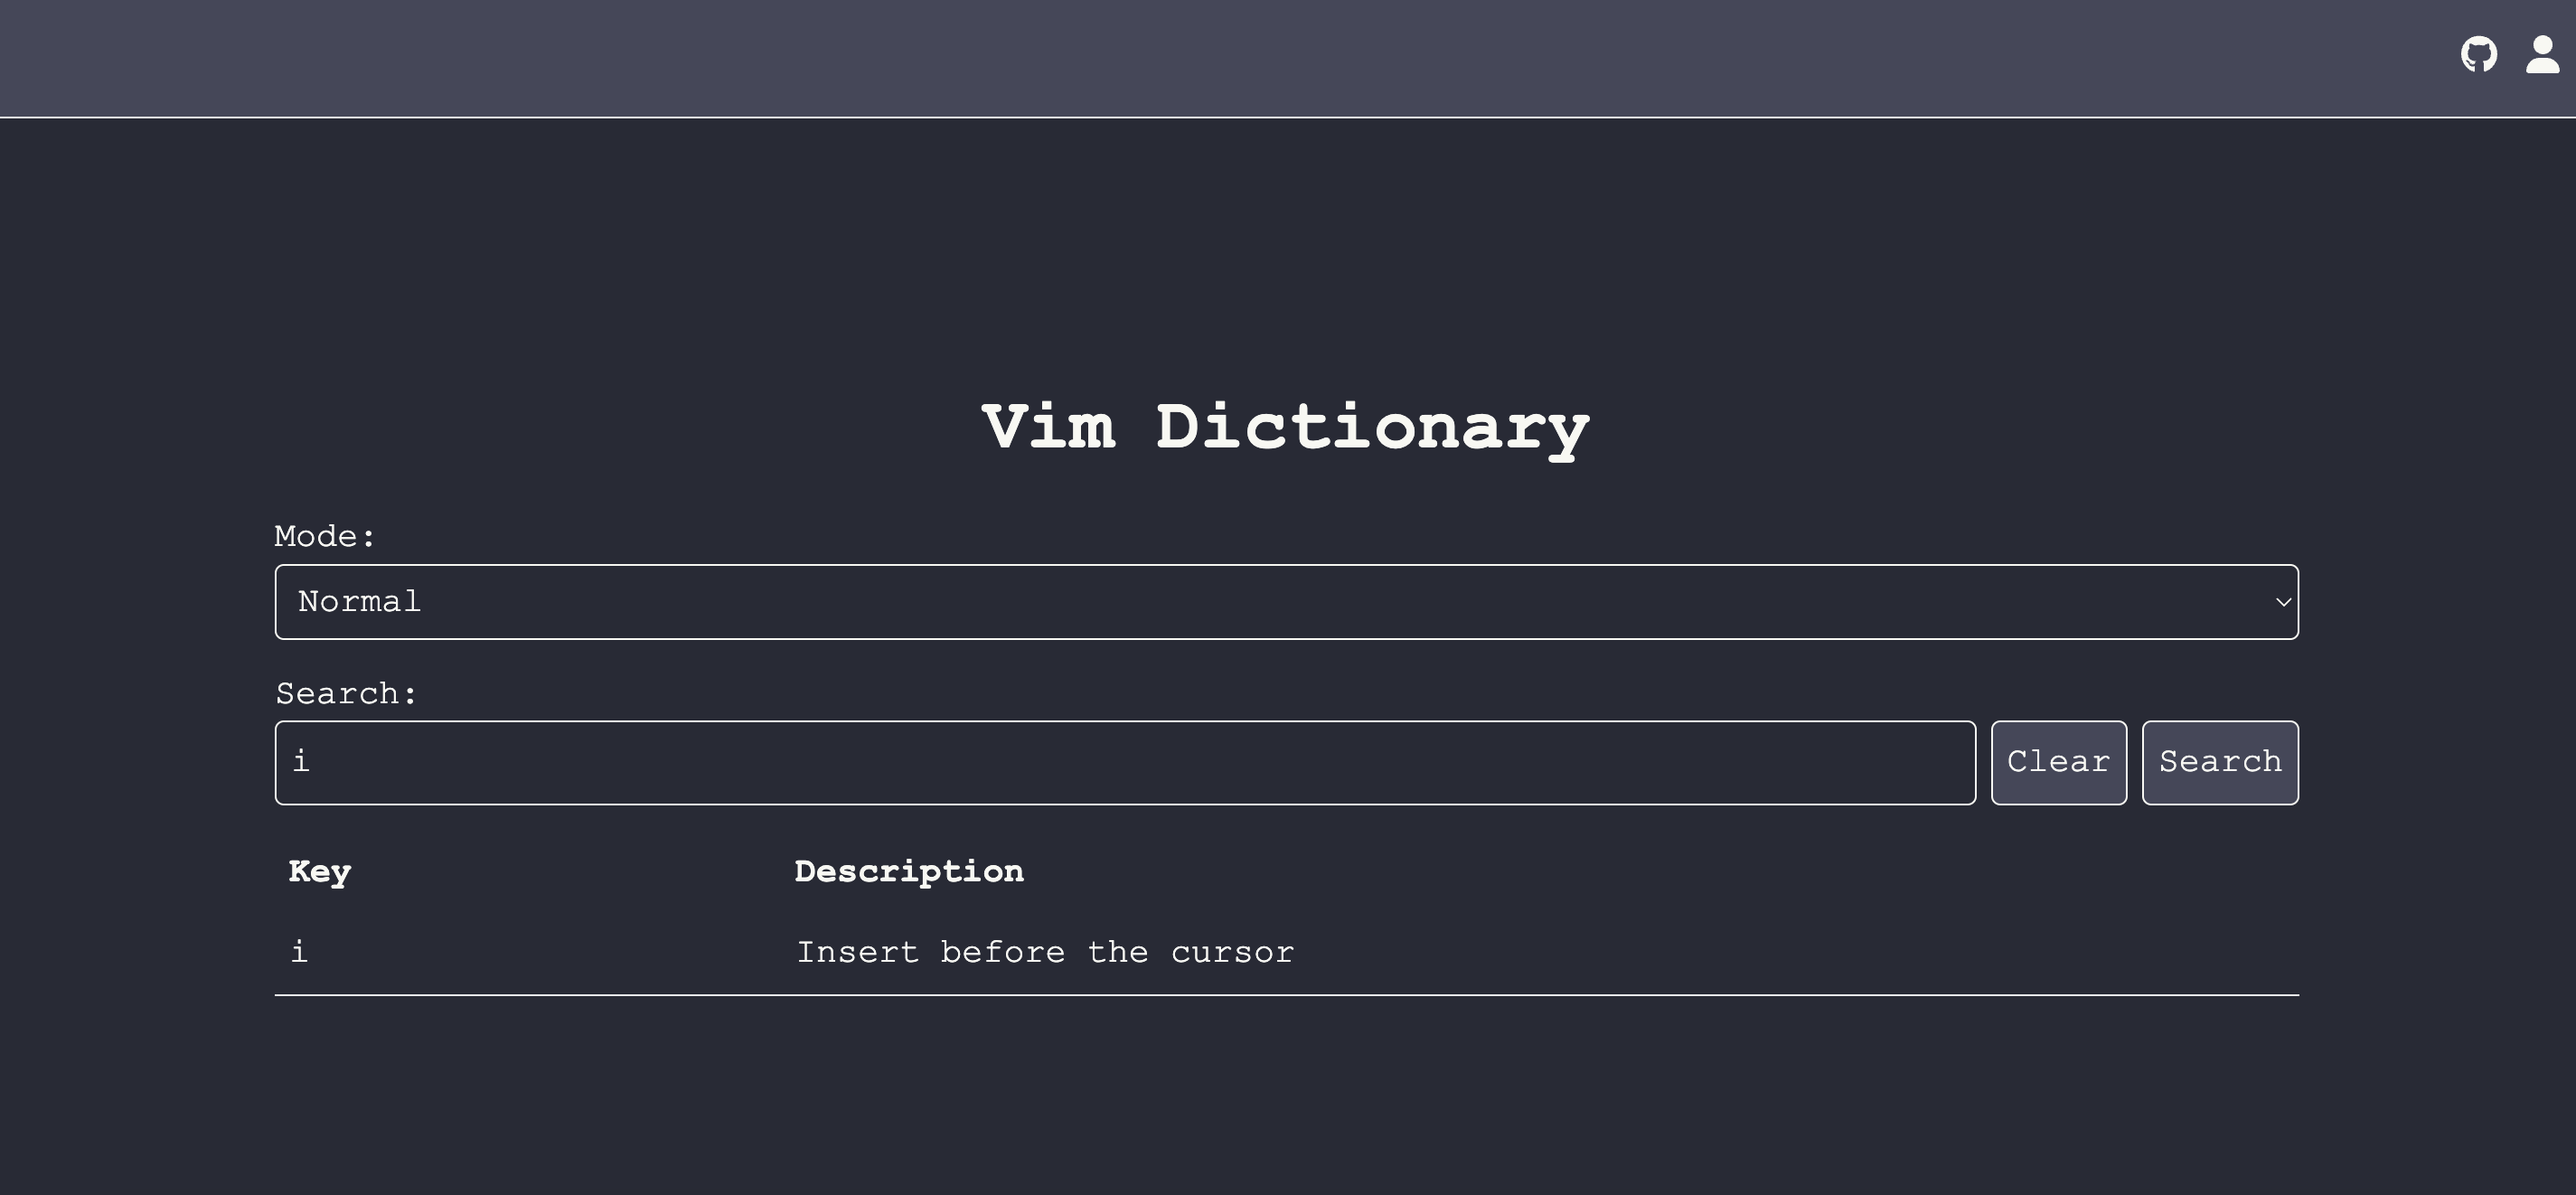 Vim Dictionary
Mode:
Normal
Search:
i
Clear
Search
Key Description
i Insert before the cursor